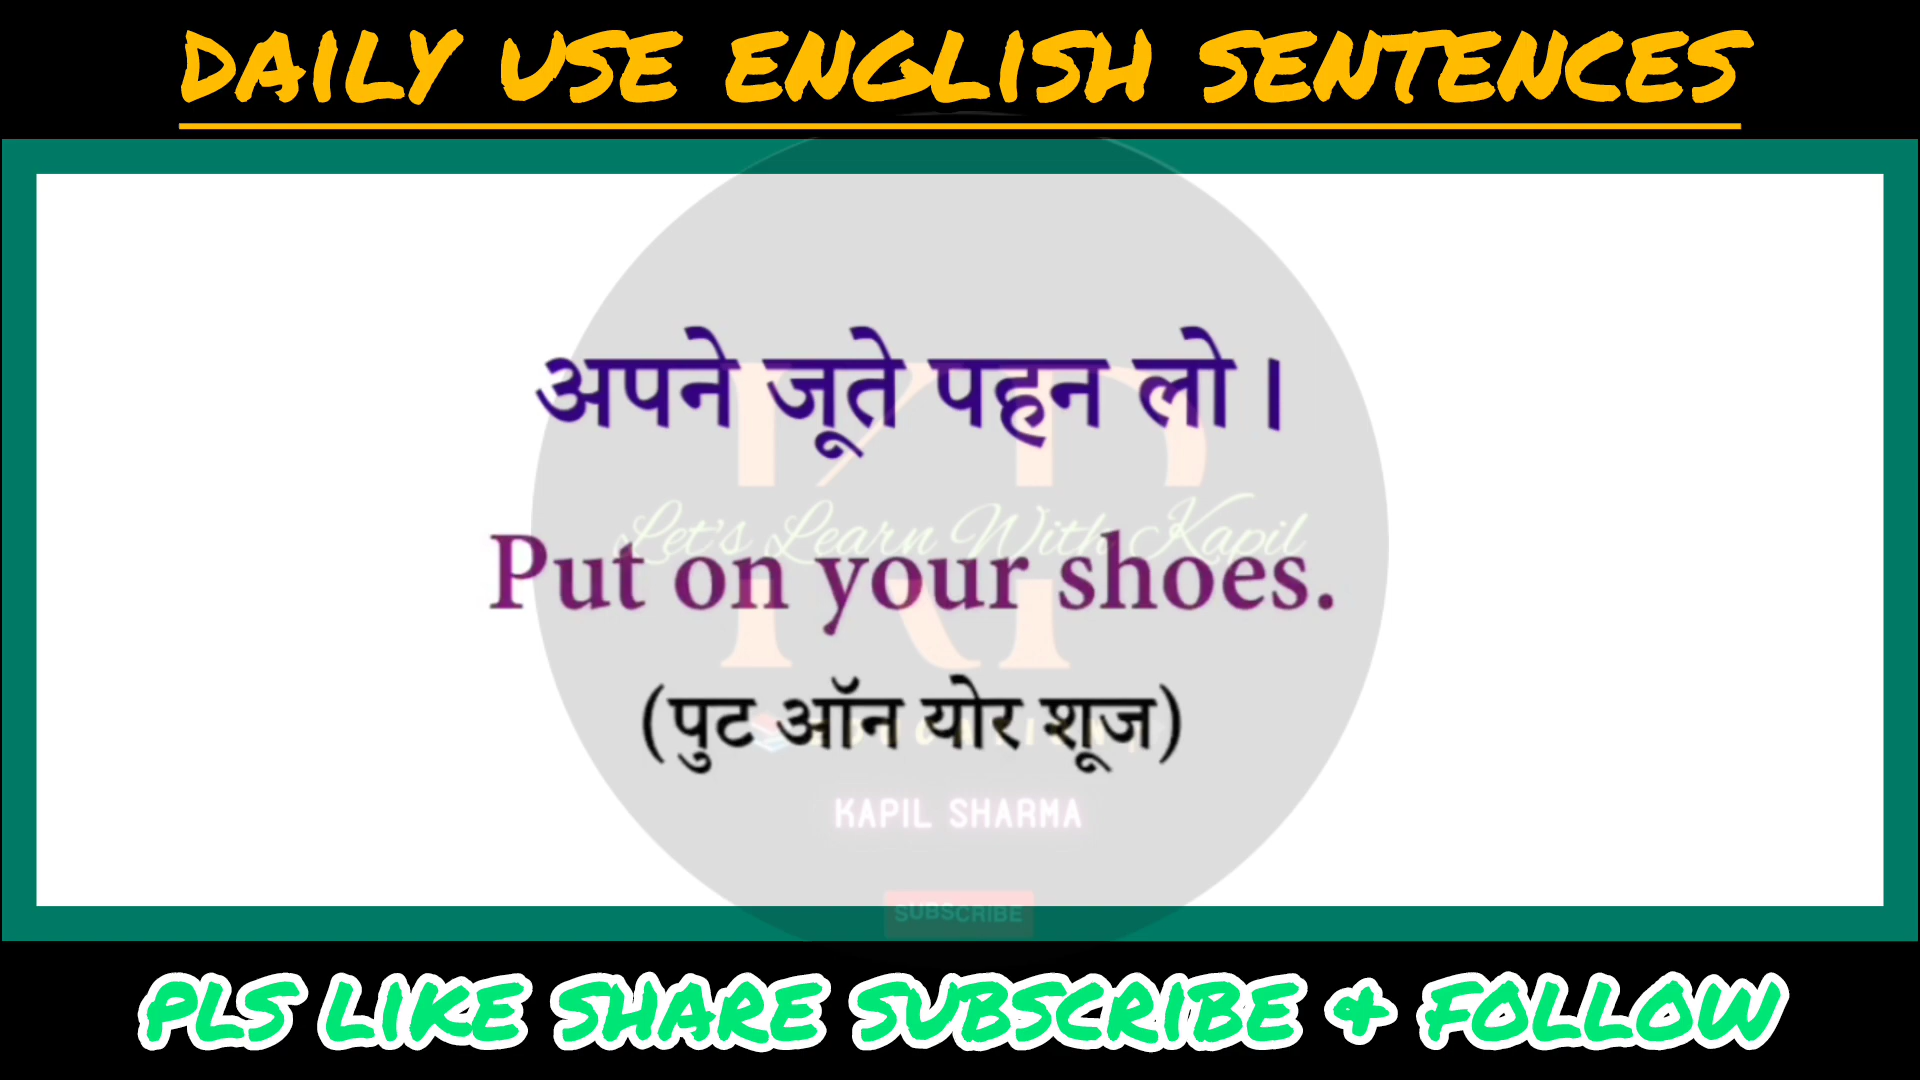 DAILY USE ENGLISH SENTENCES
अपने जूते पहन लो।
Let's Learn With Kapil
Put on your shoes.
(पुट ऑन योर शूज)
KAPIL SHARMA
SUBSCRIBE
PLS LIKE SHARE SUBSCRIBE & FOLLOW